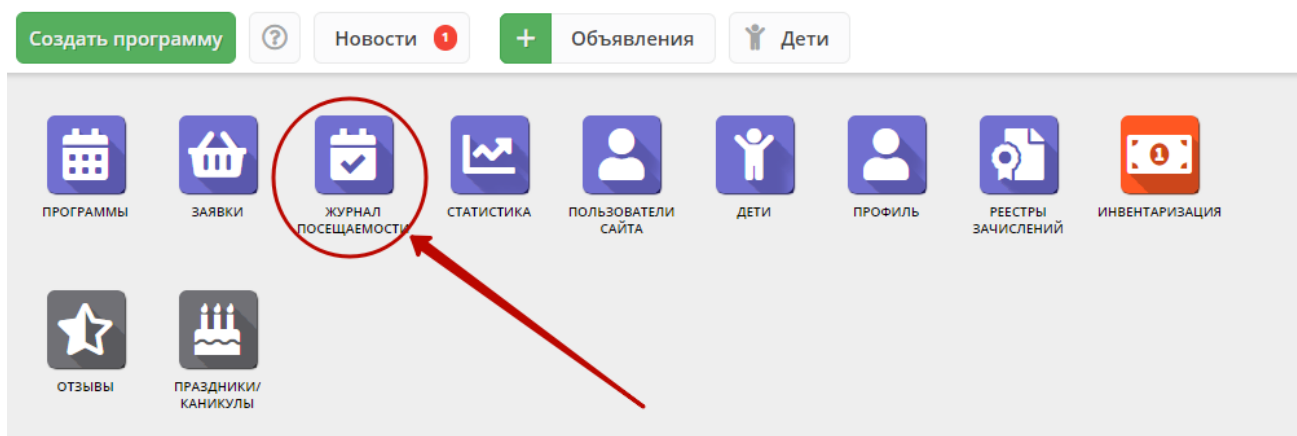 Создать программу
?
Новости 1
+ Объявления
Дети
ПРОГРАММЫ
ЗАЯВКИ
ЖУРНАЛ
ПОСЕЩАЕМОСТИ
СТАТИСТИКА
ПОЛЬЗОВАТЕЛИ
САЙТА
ДЕТИ
ПРОФИЛЬ
РЕЕСТРЫ
ЗАЧИСЛЕНИЙ
1
ИНВЕНТАРИЗАЦИЯ
ОТЗЫВЫ
ПРАЗДНИКИ/
КАНИКУЛЫ